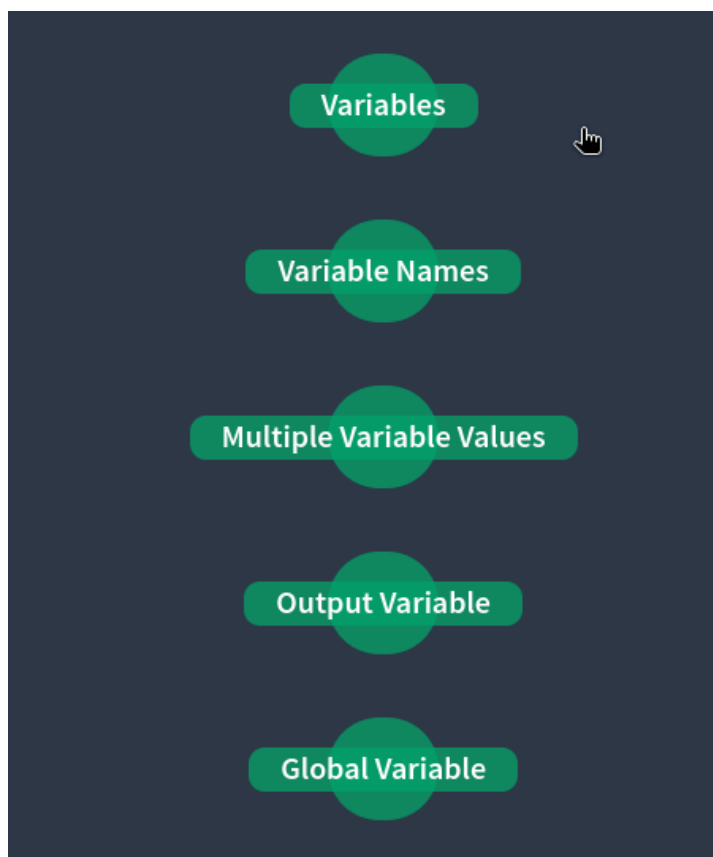 Variables
Variable Names
Multiple Variable Values
Output Variable
Global Variable